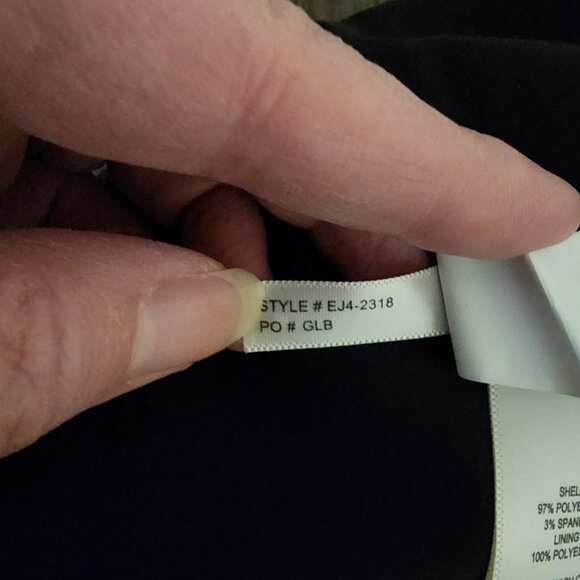 STYLE # EJ4-2318
PO # GLB
SHEL
97% POLYE
3% SPAN
LINING
100% POLYES